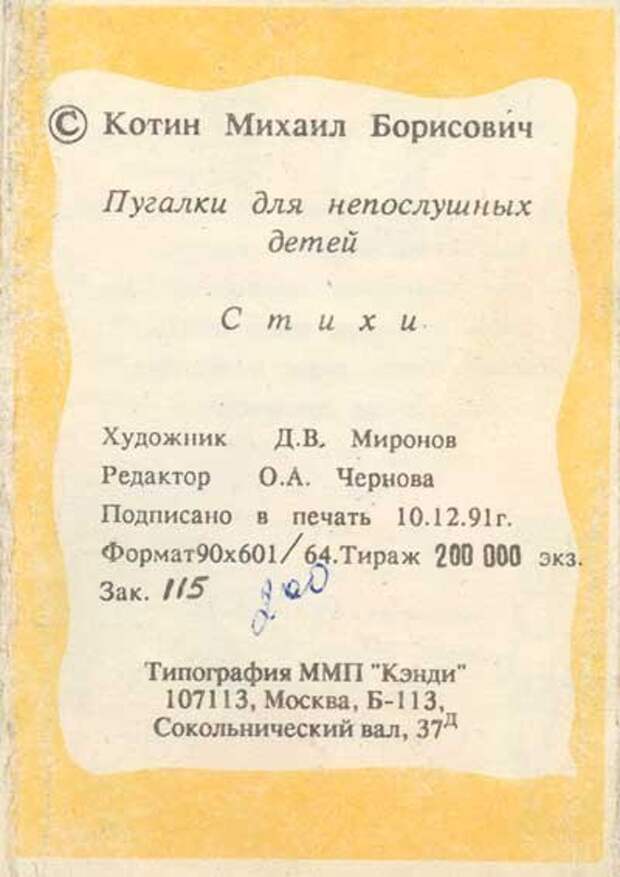 © Котин Михаил Борисович
Пугалки для непослушных
детей
Стихи
Художник Д.В. Миронов
Редактор О.А. Чернова
Подписано в печать 10.12.91г.
Формат90х601/64.Тираж 200 000 экз.
Зак. 115
Типография ММП "Кэнди"
107113, Москва, Б-113,
Сокольнический вал, 37Д